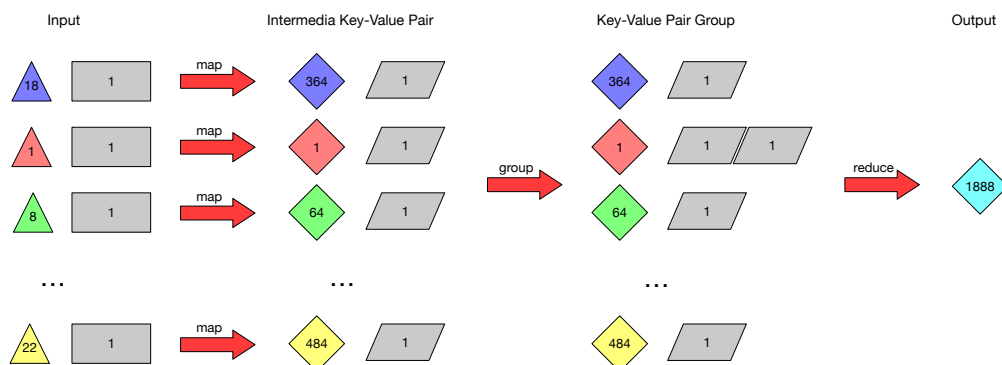 Input Intermedia Key-Value Pair Key-Value Pair Group Output
18 1 map 364 1 364 1
1 1 map 1 1 1 1 1
group reduce
1888
8 1 map 64 1 64 1
... ... ...
22 1 map 484 1 484 1